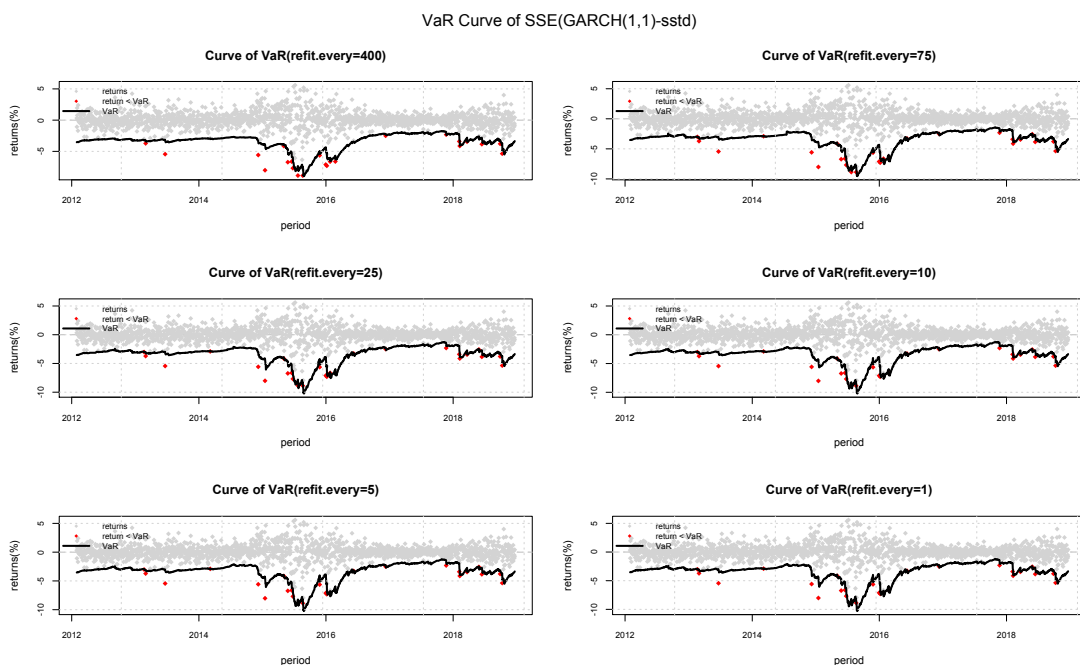 VaR Curve of SSE(GARCH(1,1)-sstd)
Curve of VaR(refit.every=400)
returns(%)
5
0
-5
returns
return < VaR
VaR
2012
2014
2016
2018
period
Curve of VaR(refit.every=75)
returns(%)
5
0
-5
-10
returns
return < VaR
VaR
2012
2014
2016
2018
period
Curve of VaR(refit.every=25)
returns(%)
5
0
-5
-10
returns
return < VaR
VaR
2012
2014
2016
2018
period
Curve of VaR(refit.every=10)
returns(%)
5
0
-5
-10
returns
return < VaR
VaR
2012
2014
2016
2018
period
Curve of VaR(refit.every=5)
returns(%)
5
0
-5
-10
returns
return < VaR
VaR
2012
2014
2016
2018
period
Curve of VaR(refit.every=1)
returns(%)
5
0
-5
-10
returns
return < VaR
VaR
2012
2014
2016
2018
period